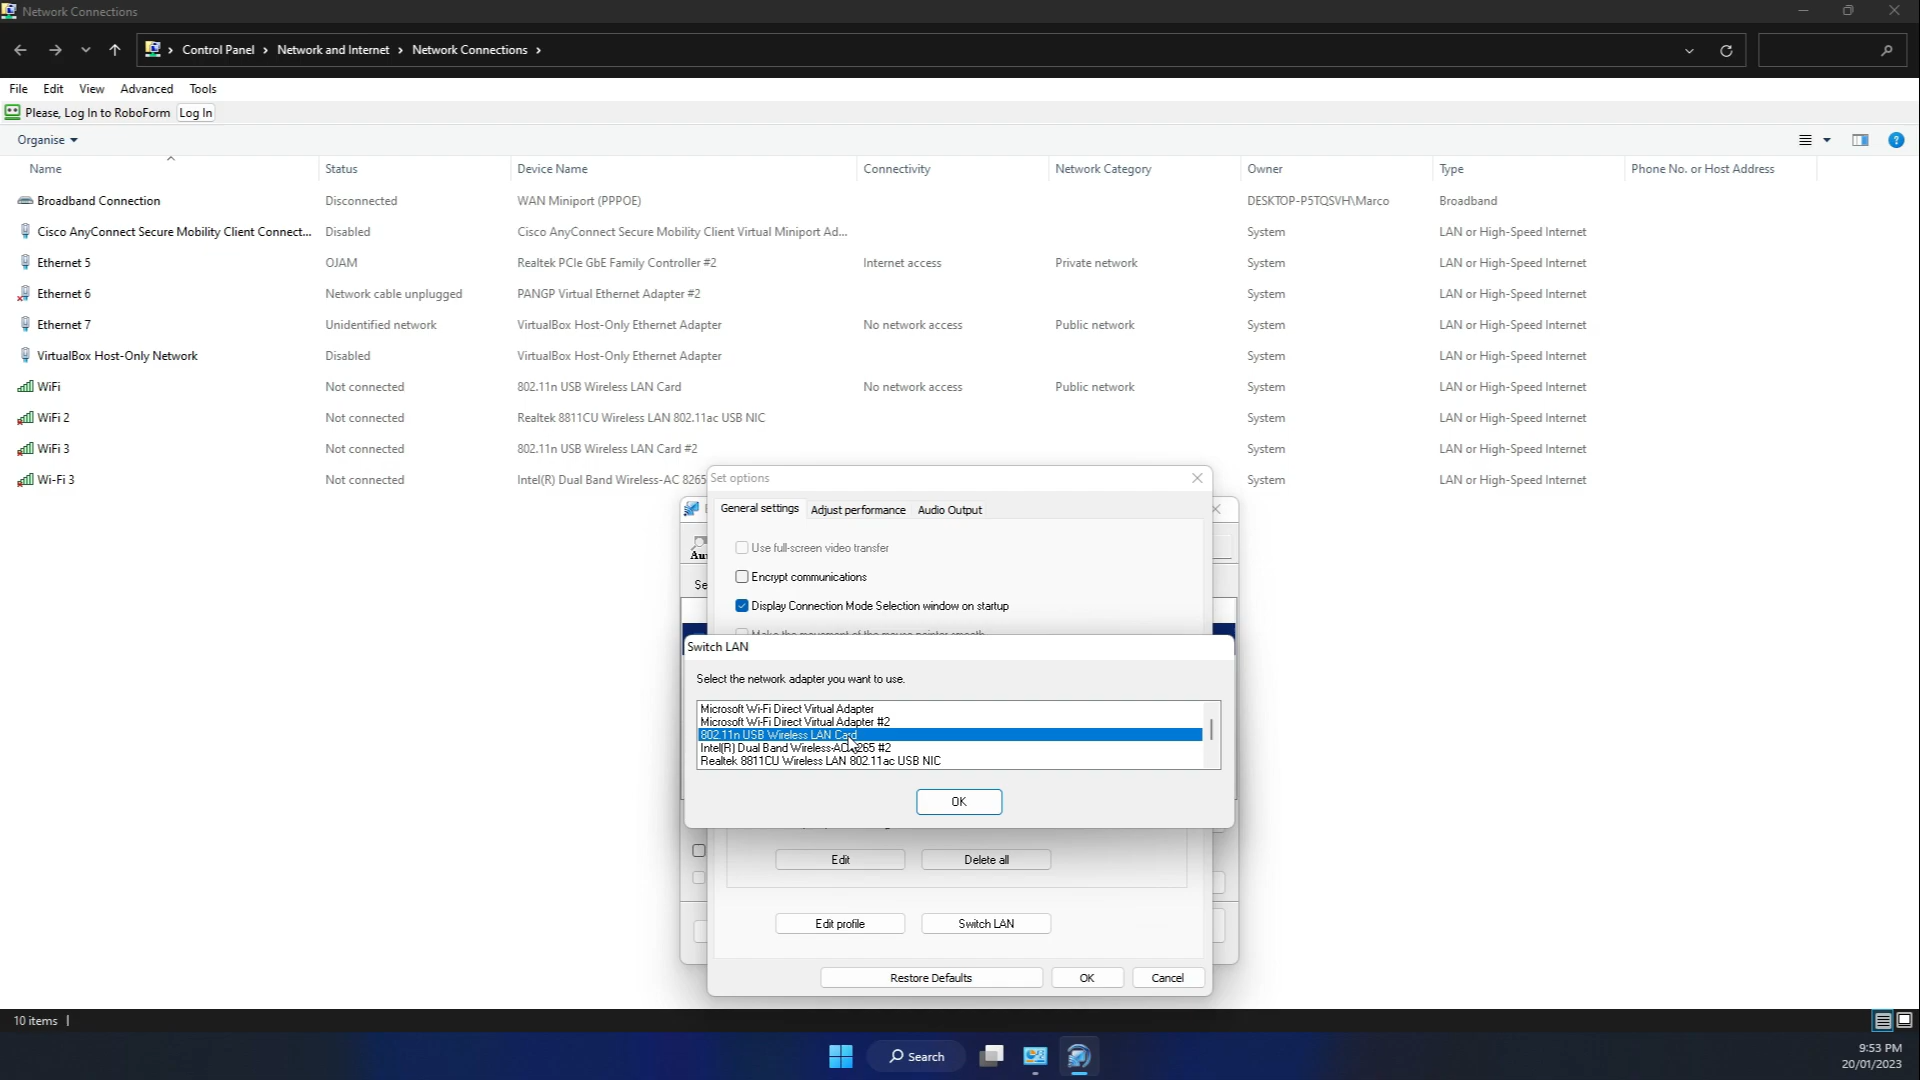 Network Connections
Control Panel > Network and Internet > Network Connections >
File Edit View Advanced Tools
Please, Log In to RoboForm Log In
Organise
Name Status Device Name Connectivity Network Category Owner Type Phone No. or Host Address
Broadband Connection Disconnected WAN Miniport (PPPOE) DESKTOP-P5TQSVH\Marco Broadband
Cisco AnyConnect Secure Mobility Client Connect... Disabled Cisco AnyConnect Secure Mobility Client Virtual Miniport Ad... System LAN or High-Speed Internet
Ethernet 5 OJAM Realtek PCIe GbE Family Controller #2 Internet access Private network System LAN or High-Speed Internet
Ethernet 6 Network cable unplugged PANGP Virtual Ethernet Adapter #2 System LAN or High-Speed Internet
Ethernet 7 Unidentified network VirtualBox Host-Only Ethernet Adapter No network access Public network System LAN or High-Speed Internet
VirtualBox Host-Only Network Disabled VirtualBox Host-Only Ethernet Adapter System LAN or High-Speed Internet
WiFi Not connected 802.11n USB Wireless LAN Card No network access Public network System LAN or High-Speed Internet
WiFi 2 Not connected Realtek 8811CU Wireless LAN 802.11ac USB NIC System LAN or High-Speed Internet
WiFi 3 Not connected 802.11n USB Wireless LAN Card #2 System LAN or High-Speed Internet
Wi-Fi 3 Not connected Intel(R) Dual Band Wireless-AC 8265 System LAN or High-Speed Internet
Set options
General settings Adjust performance Audio Output
Use full-screen video transfer
Encrypt communications
Display Connection Mode Selection window on startup
Make the movement of the mouse pointer smooth
Switch LAN
Select the network adapter you want to use.
Microsoft Wi-Fi Direct Virtual Adapter
Microsoft Wi-Fi Direct Virtual Adapter #2
802.11n USB Wireless LAN Card
Intel(R) Dual Band Wireless-AC 8265 #2
Realtek 8811CU Wireless LAN 802.11ac USB NIC
OK
Edit Delete all
Edit profile Switch LAN
Restore Defaults OK Cancel
10 items
Search
9:53 PM
20/01/2023